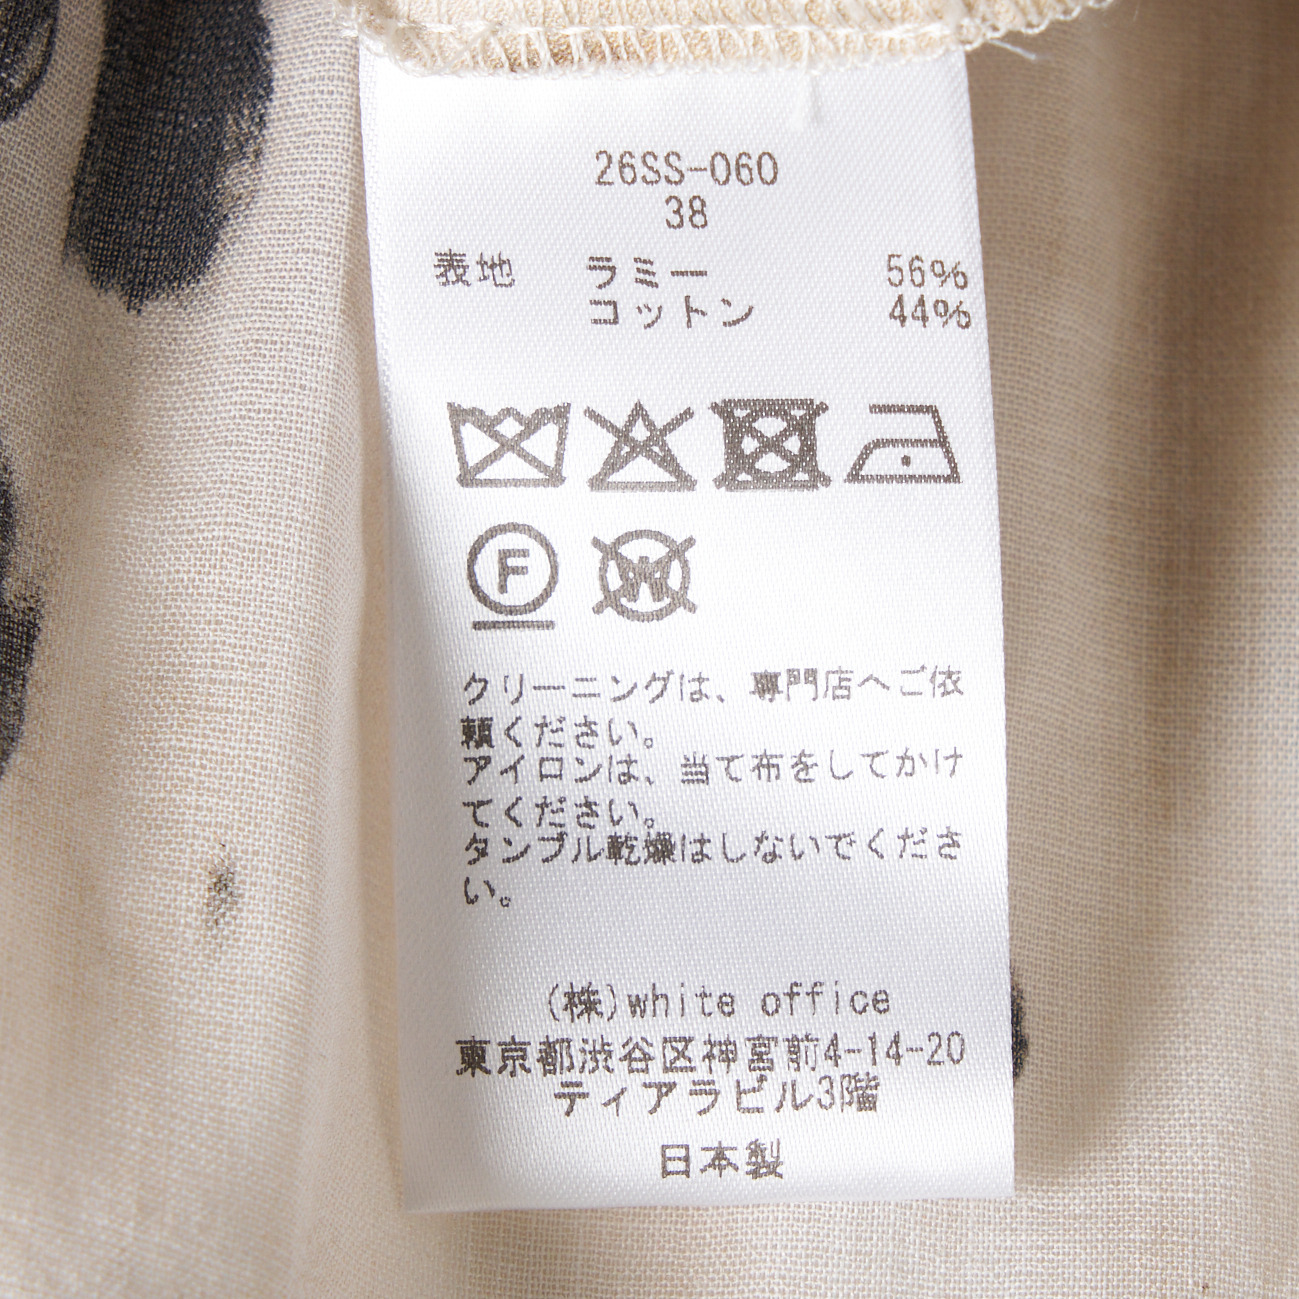 26SS-060
38
表地 ラミー 56%
コットン 44%
F W
クリーニングは、専門店へご依
頼ください。
アイロンは、当て布をしてかけ
てください。
タンブル乾燥はしないでくださ
い。
(株)white office
東京都渋谷区神宮前4-14-20
ティアラビル3階
日本製